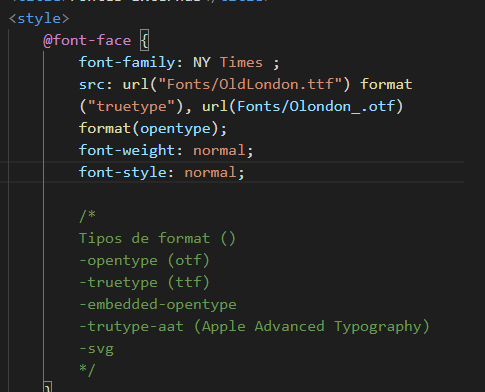 <style>
@font-face {
font-family: NY Times ;
src: url("Fonts/OldLondon.ttf") format
("truetype"), url(Fonts/Olondon_.otf)
format(opentype);
font-weight: normal;
font-style: normal;
/*
Tipos de format ()
-opentype (otf)
-truetype (ttf)
-embedded-opentype
-trutype-aat (Apple Advanced Typography)
-svg
*/
}